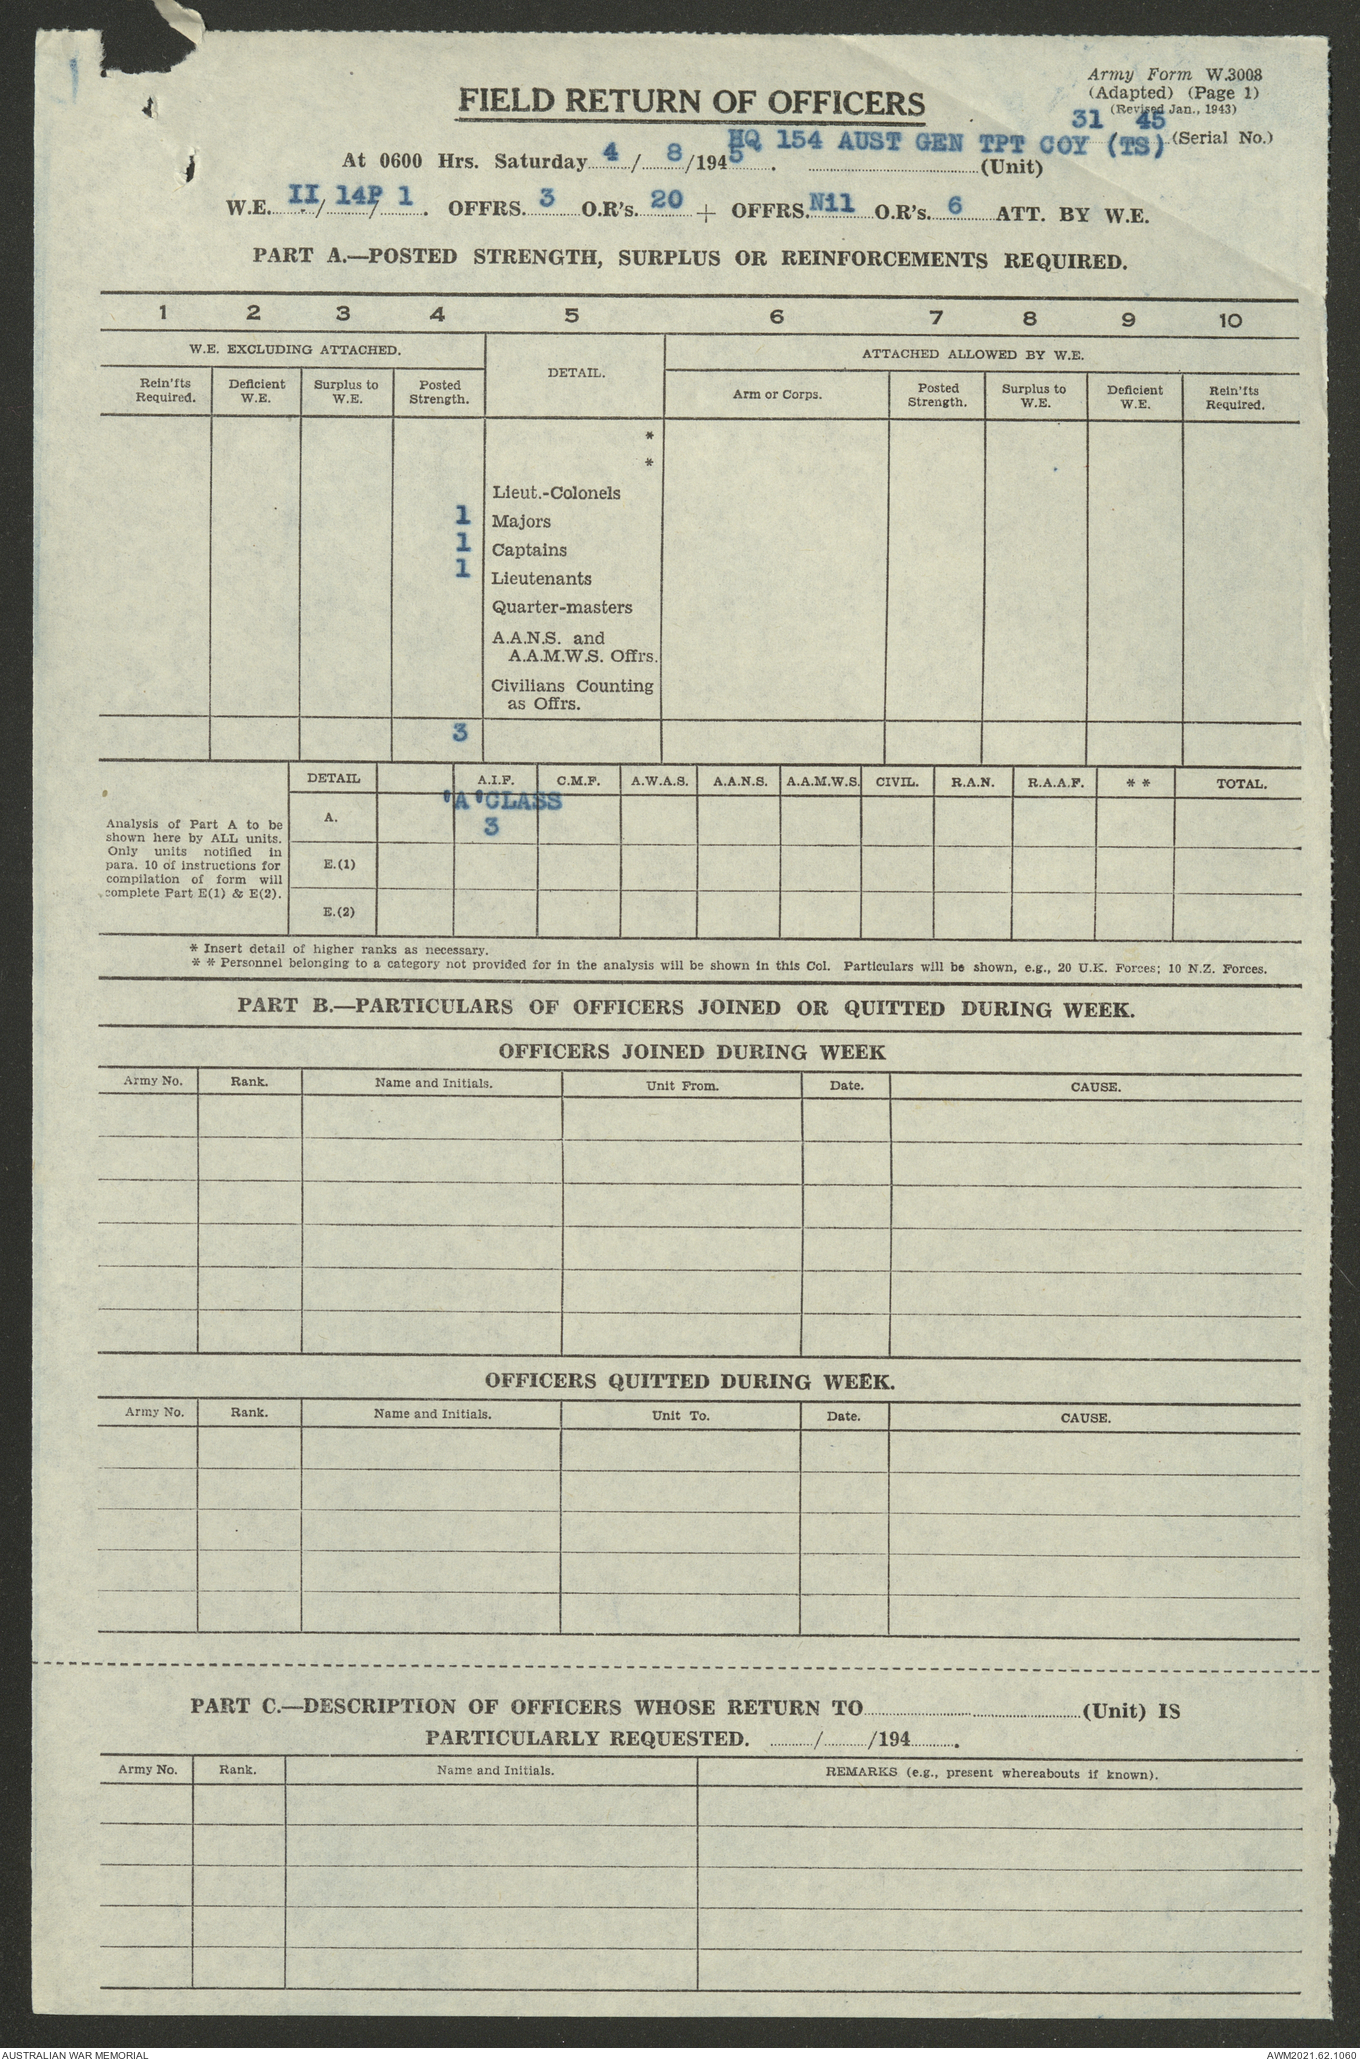 Army Form W.3008
(Adapted) (Page 1)
(Revised Jan., 1943)
FIELD RETURN OF OFFICERS
31 45 (Serial No.)
HQ 154 AUST GEN TPT COY (TS)
At 0600 Hrs. Saturday 4 / 8 /1945. (Unit)
W.E. II / 14P / 1 . OFFRS. 3 O.R's. 20 + OFFRS. Nil O.R's. 6 ATT. BY W.E.
PART A.—POSTED STRENGTH, SURPLUS OR REINFORCEMENTS REQUIRED.
1 2 3 4 5 6 7 8 9 10
W.E. EXCLUDING ATTACHED. DETAIL. ATTACHED ALLOWED BY W.E.
Rein'fts Required. Deficient W.E. Surplus to W.E. Posted Strength. Arm or Corps. Posted Strength. Surplus to W.E. Deficient W.E. Rein'fts Required.
*
*
Lieut.-Colonels
1 Majors
1 Captains
1 Lieutenants
Quarter-masters
A.A.N.S. and
A.A.M.W.S. Offrs.
Civilians Counting
as Offrs.
3
DETAIL A.I.F. C.M.F. A.W.A.S. A.A.N.S. A.A.M.W.S. CIVIL. R.A.N. R.A.A.F. * * TOTAL.
'A' CLASS
Analysis of Part A to be
shown here by ALL units.
Only units notified in
para. 10 of instructions for
compilation of form will
complete Part E(1) & E(2).
A. 3
E.(1)
E.(2)
* Insert detail of higher ranks as necessary.
* * Personnel belonging to a category not provided for in the analysis will be shown in this Col. Particulars will be shown, e.g., 20 U.K. Forces; 10 N.Z. Forces.
PART B.—PARTICULARS OF OFFICERS JOINED OR QUITTED DURING WEEK.
OFFICERS JOINED DURING WEEK
Army No. Rank. Name and Initials. Unit From. Date. CAUSE.
OFFICERS QUITTED DURING WEEK.
Army No. Rank. Name and Initials. Unit To. Date. CAUSE.
PART C.—DESCRIPTION OF OFFICERS WHOSE RETURN TO (Unit) IS
PARTICULARLY REQUESTED. / /194 .
Army No. Rank. Name and Initials. REMARKS (e.g., present whereabouts if known).
AUSTRALIAN WAR MEMORIAL AWM2021.62.1060